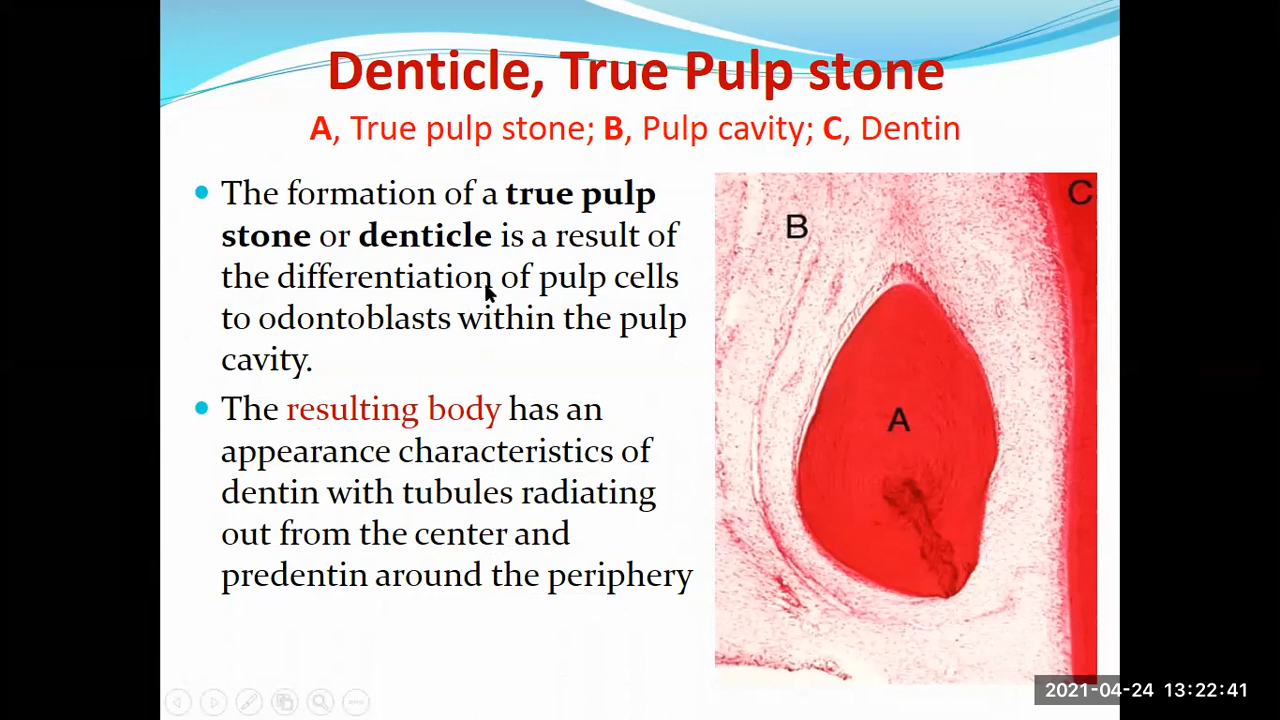 Denticle, True Pulp stone
A, True pulp stone; B, Pulp cavity; C, Dentin
The formation of a true pulp
stone or denticle is a result of
the differentiation of pulp cells
to odontoblasts within the pulp
cavity.
The resulting body has an
appearance characteristics of
dentin with tubules radiating
out from the center and
predentin around the periphery
B
C
A
2021-04-24 13:22:41